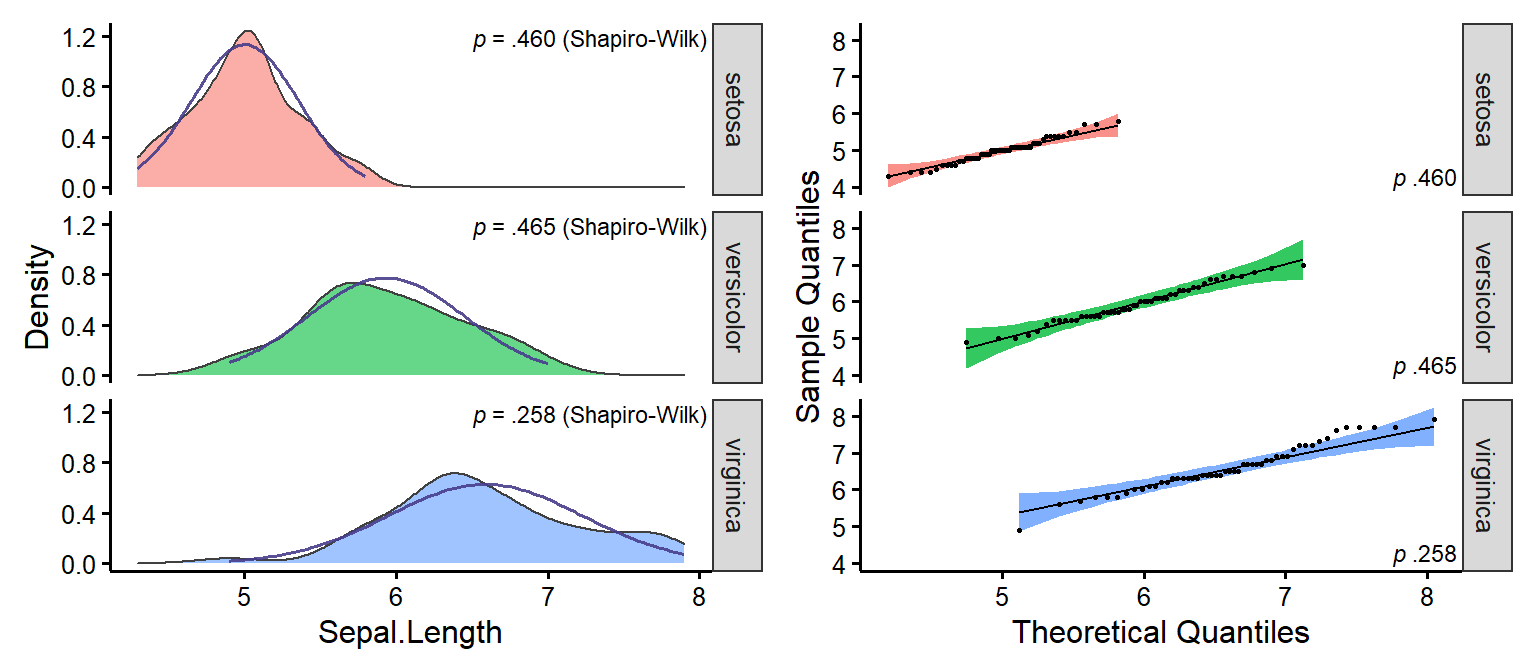 Density
1.2
0.8
0.4
0.0
p = .460 (Shapiro-Wilk)
setosa
1.2
0.8
0.4
0.0
p = .465 (Shapiro-Wilk)
versicolor
1.2
0.8
0.4
0.0
p = .258 (Shapiro-Wilk)
virginica
5 6 7 8
Sepal.Length
Sample Quantiles
8
7
6
5
4
p .460
setosa
8
7
6
5
4
p .465
versicolor
8
7
6
5
4
p .258
virginica
5 6 7 8
Theoretical Quantiles